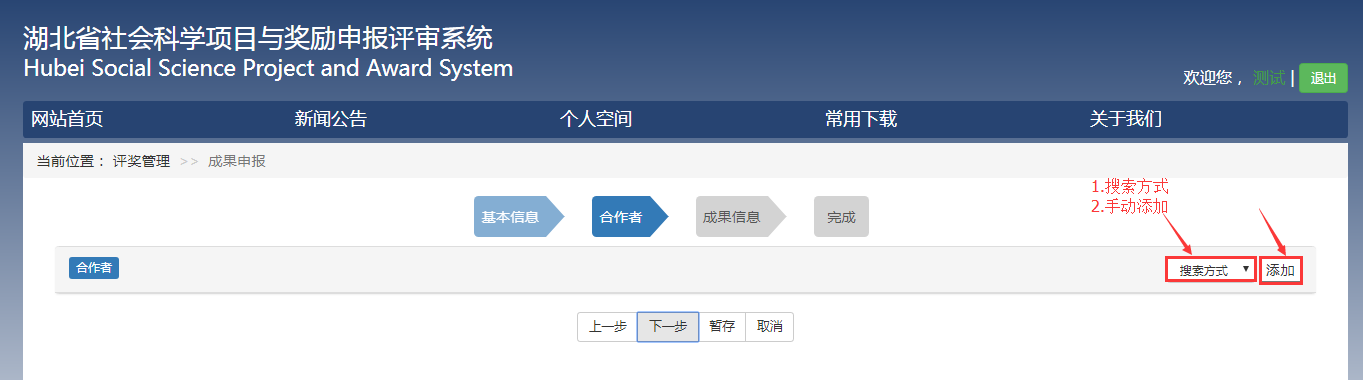 湖北省社会科学项目与奖励申报评审系统
Hubei Social Science Project and Award System
欢迎您， 测试 | 退出
网站首页 新闻公告 个人空间 常用下载 关于我们
当前位置： 评奖管理 >> 成果申报
1.搜索方式
2.手动添加
基本信息 合作者 成果信息 完成
合作者 搜索方式 添加
上一步 下一步 暂存 取消